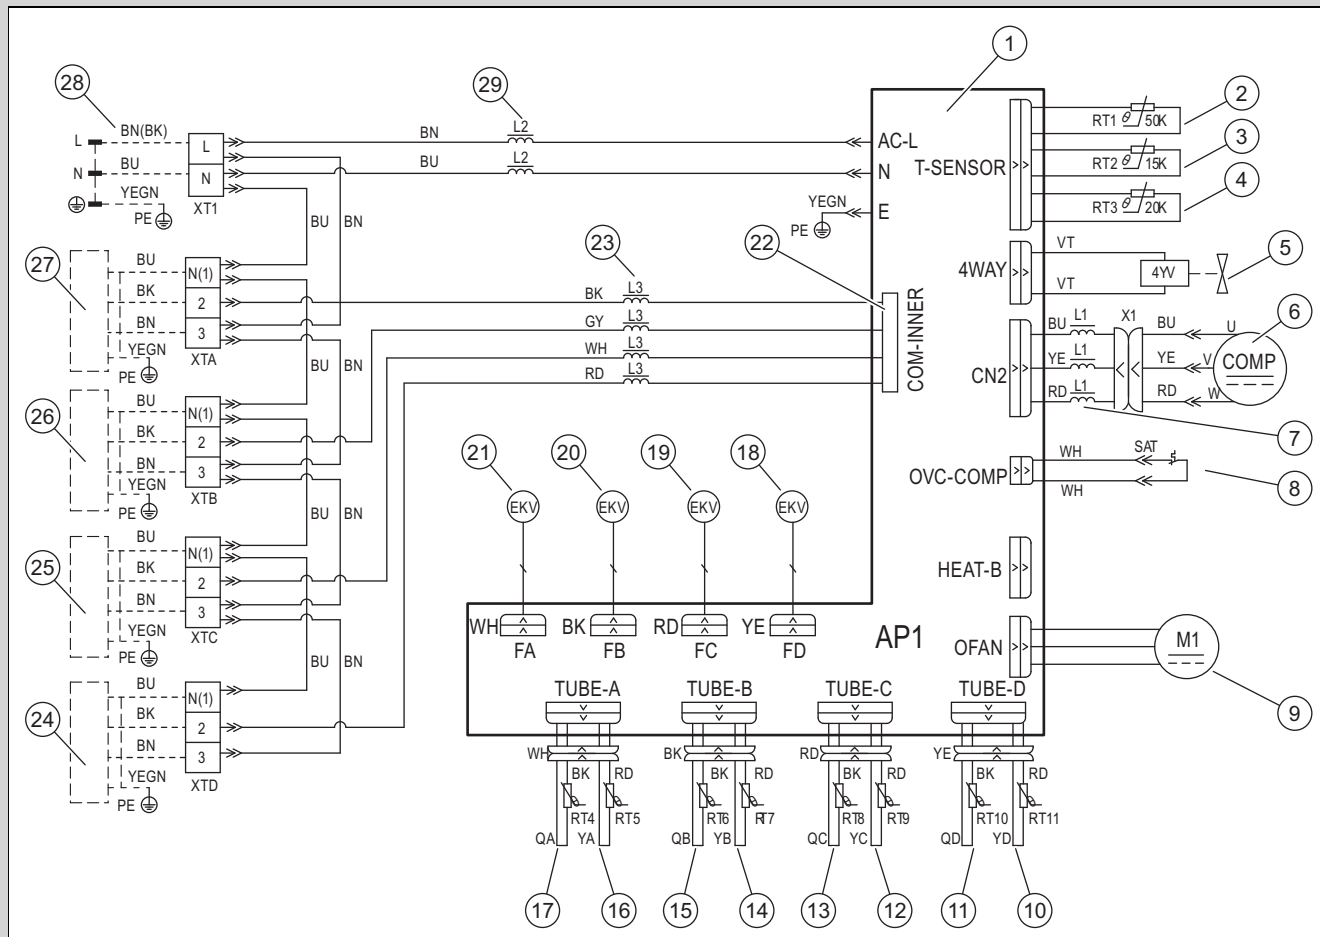 1
28
29
2
BN(BK)
L
L
BN
L2
AC-L
RT1 θ 50K
BU
N
N
BU
L2
N
T-SENSOR
RT2 θ 15K
3
YEGN
PE
XT1
YEGN
PE
E
RT3 θ 20K
4
BU
BN
27
23
22
BU
N(1)
BK
2
BN
3
YEGN
PE
XTA
BK
L3
GY
L3
WH
L3
RD
L3
COM-INNER
4WAY
VT
VT
4YV
5
BU
BN
26
BU
N(1)
BK
2
BN
3
YEGN
PE
XTB
CN2
BU
L1
X1
BU
U
YE
L1
YE
V
RD
L1
RD
W
COMP
6
7
21
20
19
18
EKV
EKV
EKV
EKV
OVC-COMP
WH
SAT
WH
8
BU
BN
25
BU
N(1)
BK
2
BN
3
YEGN
PE
XTC
HEAT-B
WH
FA
BK
FB
RD
FC
YE
FD
AP1
OFAN
M1
9
BU
BN
24
BU
N(1)
BK
2
BN
3
YEGN
PE
XTD
TUBE-A
TUBE-B
TUBE-C
TUBE-D
WH
BK
RD
YE
BK
RD
BK
RD
BK
RD
BK
RD
RT4
RT5
RT6
RT7
RT8
RT9
RT10
RT11
QA
YA
QB
YB
QC
YC
QD
YD
17
16
15
14
13
12
11
10